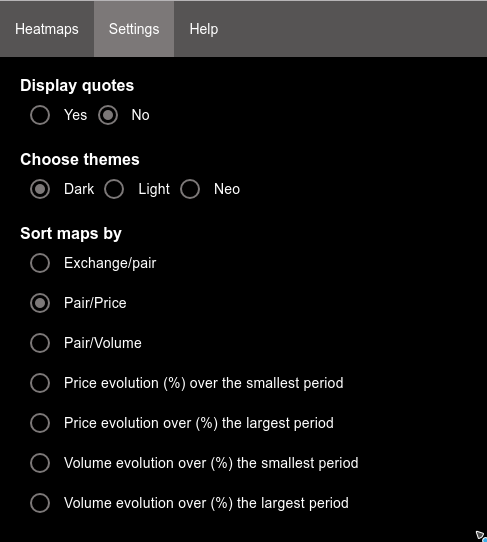 Heatmaps Settings Help
Display quotes
Yes No
Choose themes
Dark Light Neo
Sort maps by
Exchange/pair
Pair/Price
Pair/Volume
Price evolution (%) over the smallest period
Price evolution over (%) the largest period
Volume evolution over (%) the smallest period
Volume evolution over (%) the largest period